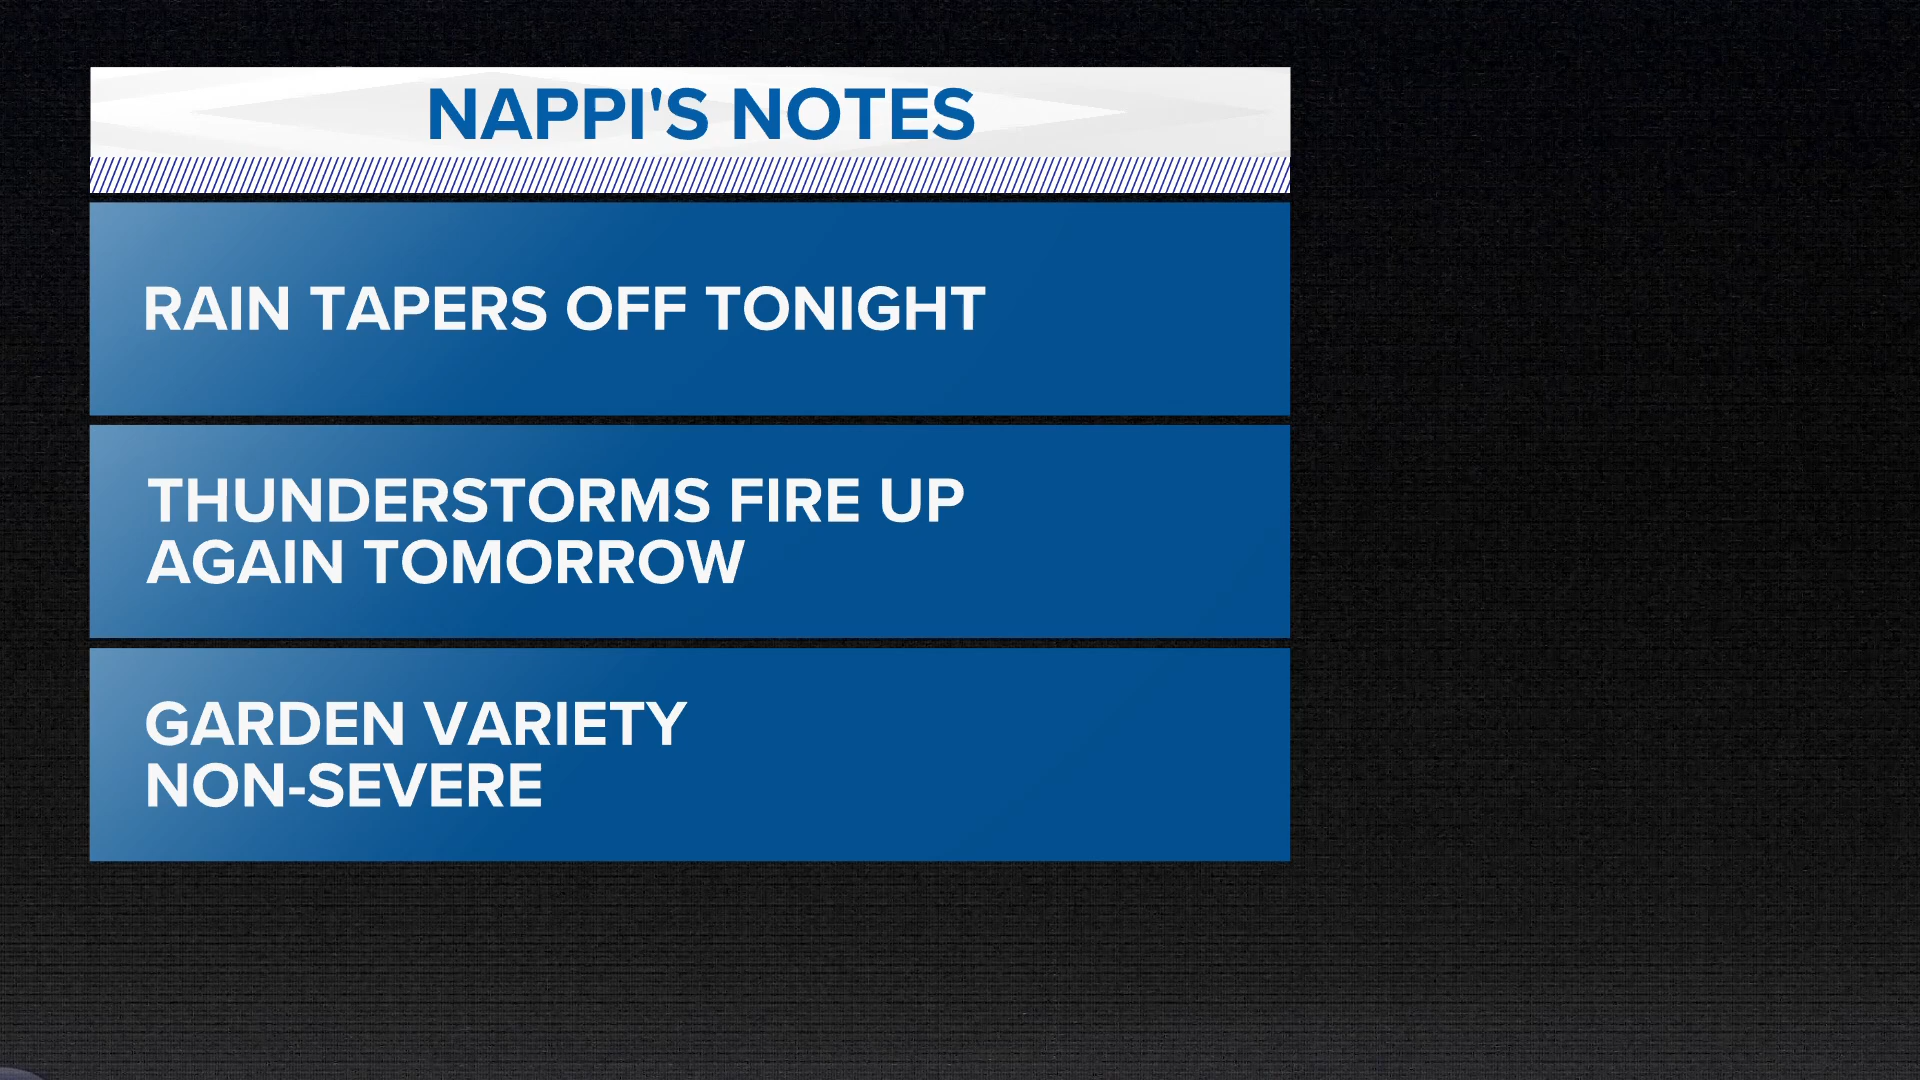 NAPPI'S NOTES
RAIN TAPERS OFF TONIGHT
THUNDERSTORMS FIRE UP
AGAIN TOMORROW
GARDEN VARIETY
NON-SEVERE